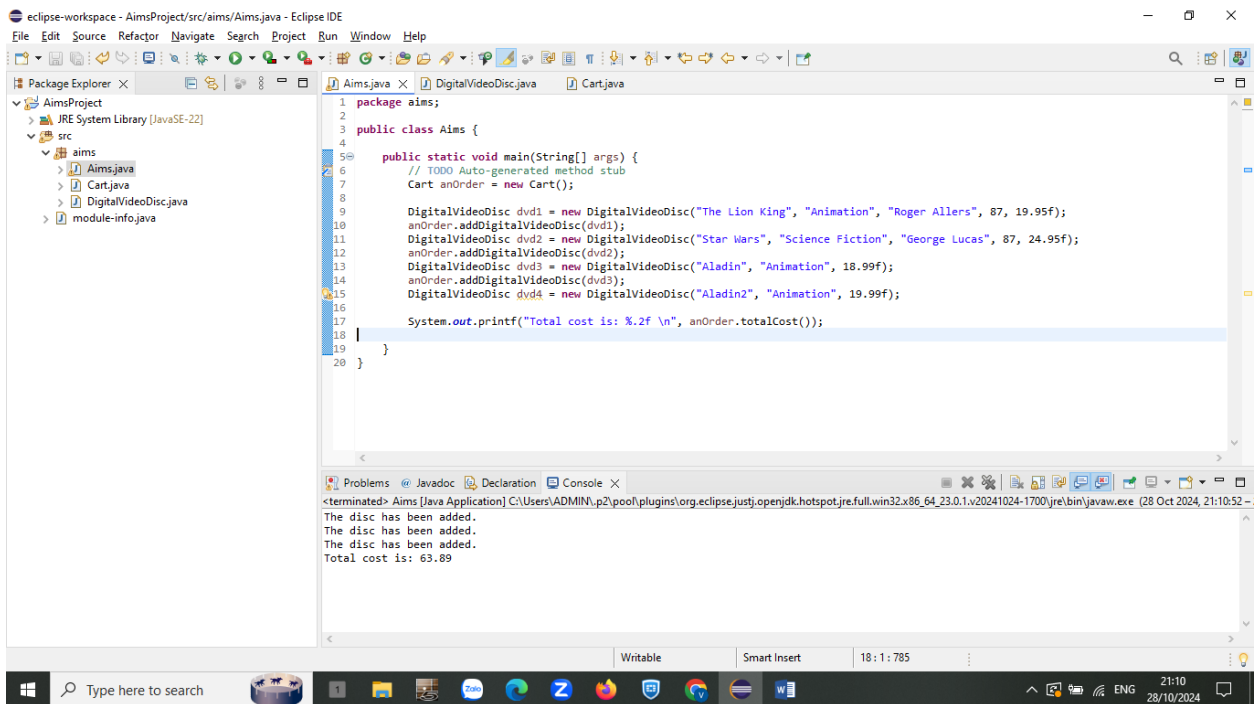 eclipse-workspace - AimsProject/src/aims/Aims.java - Eclipse IDE
File Edit Source Refactor Navigate Search Project Run Window Help
Package Explorer
AimsProject
JRE System Library [JavaSE-22]
src
aims
Aims.java
Cart.java
DigitalVideoDisc.java
module-info.java
Aims.java DigitalVideoDisc.java Cart.java
1 package aims;
2
3 public class Aims {
4
5 public static void main(String[] args) {
6 // TODO Auto-generated method stub
7 Cart anOrder = new Cart();
8
9 DigitalVideoDisc dvd1 = new DigitalVideoDisc("The Lion King", "Animation", "Roger Allers", 87, 19.95f);
10 anOrder.addDigitalVideoDisc(dvd1);
11 DigitalVideoDisc dvd2 = new DigitalVideoDisc("Star Wars", "Science Fiction", "George Lucas", 87, 24.95f);
12 anOrder.addDigitalVideoDisc(dvd2);
13 DigitalVideoDisc dvd3 = new DigitalVideoDisc("Aladin", "Animation", 18.99f);
14 anOrder.addDigitalVideoDisc(dvd3);
15 DigitalVideoDisc dvd4 = new DigitalVideoDisc("Aladin2", "Animation", 19.99f);
16
17 System.out.printf("Total cost is: %.2f \n", anOrder.totalCost());
18
19 }
20 }
Problems Javadoc Declaration Console
<terminated> Aims [Java Application] C:\Users\ADMIN\.p2\pool\plugins\org.eclipse.justj.openjdk.hotspot.jre.full.win32.x86_64_23.0.1.v20241024-1700\jre\bin\javaw.exe (28 Oct 2024, 21:10:52 –
The disc has been added.
The disc has been added.
The disc has been added.
Total cost is: 63.89
Writable Smart Insert 18 : 1 : 785
Type here to search
Zalo
ENG
21:10
28/10/2024